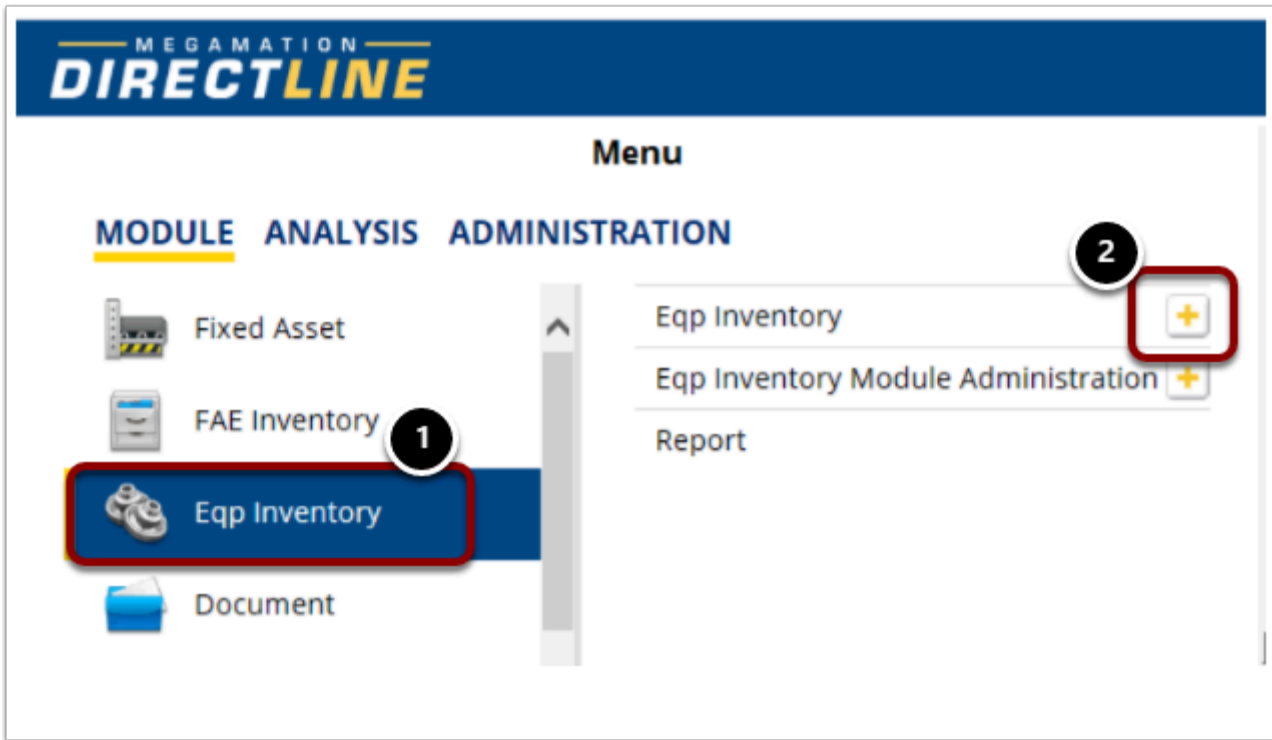 MEGAMATION
DIRECTLINE
Menu
MODULE ANALYSIS ADMINISTRATION
2
Fixed Asset
Eqp Inventory
Eqp Inventory Module Administration
FAE Inventory
1
Report
Eqp Inventory
Document